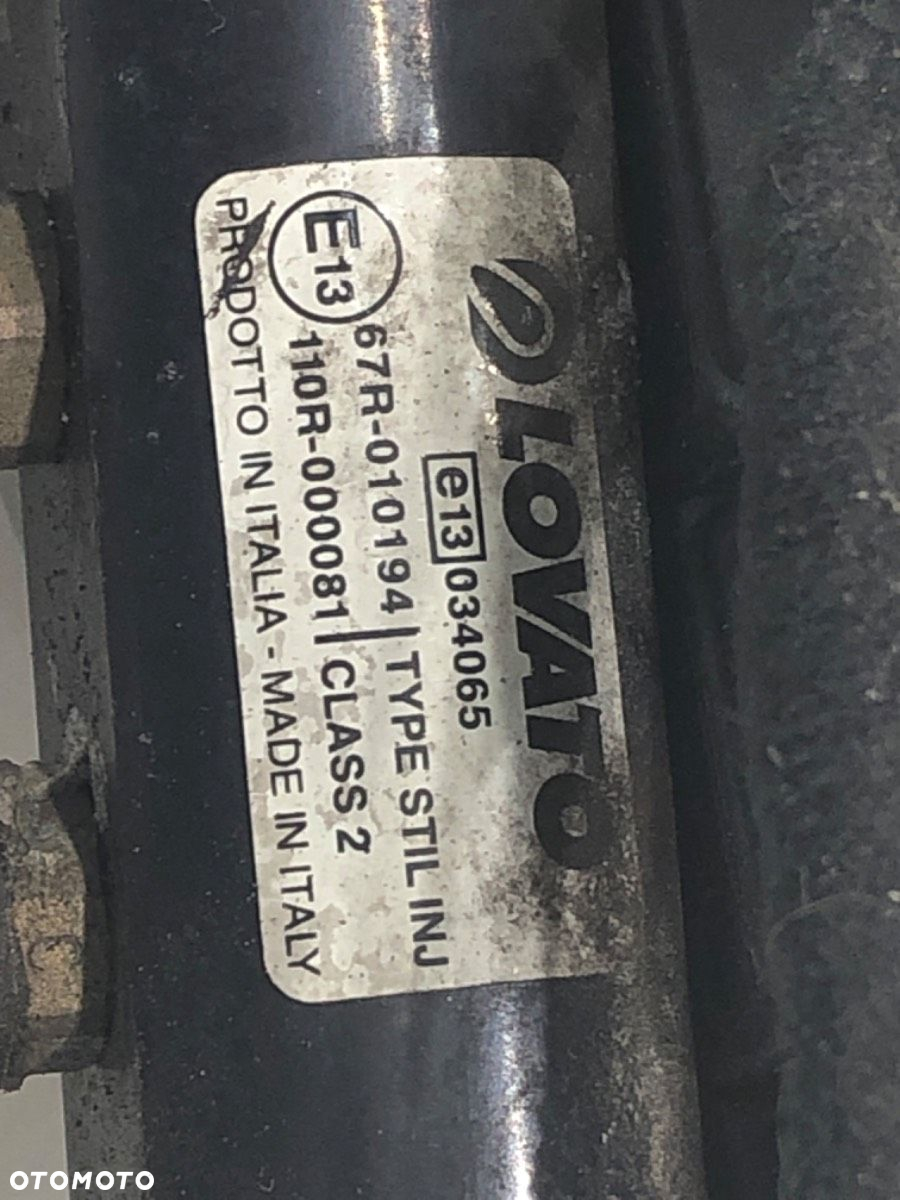 LOVATO
e13 034065
67R-010194 TYPE STIL INJ
E13
110R-000081 CLASS 2
PRODOTTO IN ITALIA - MADE IN ITALY
OTOMOTO